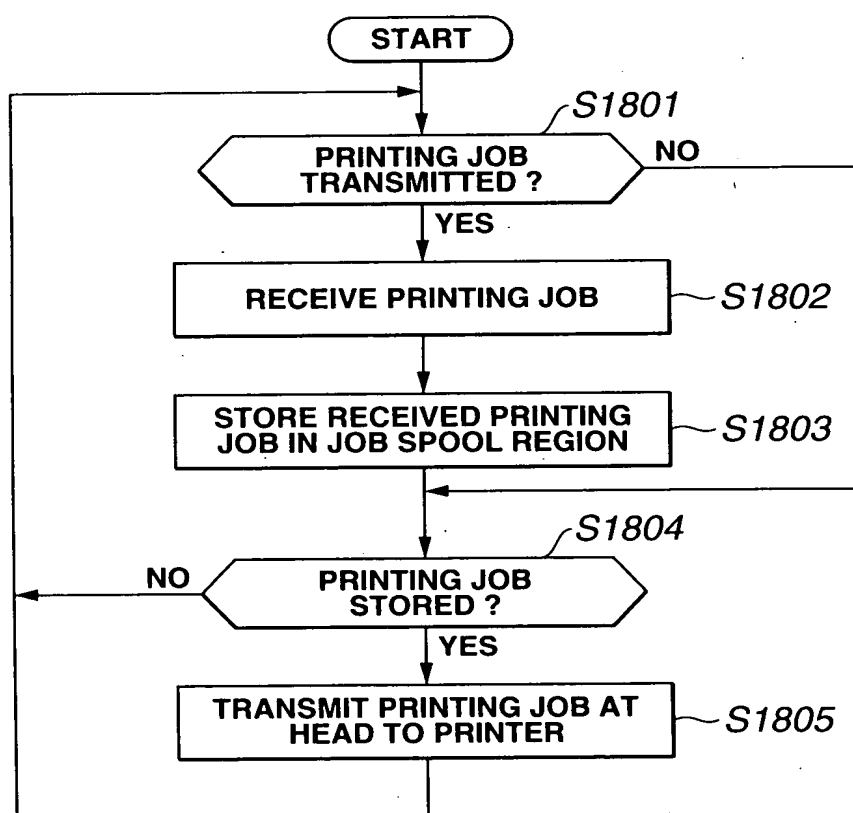 START
S1801
PRINTING JOB
TRANSMITTED ?
NO
YES
RECEIVE PRINTING JOB
S1802
STORE RECEIVED PRINTING
JOB IN JOB SPOOL REGION
S1803
S1804
NO
PRINTING JOB
STORED ?
YES
TRANSMIT PRINTING JOB AT
HEAD TO PRINTER
S1805